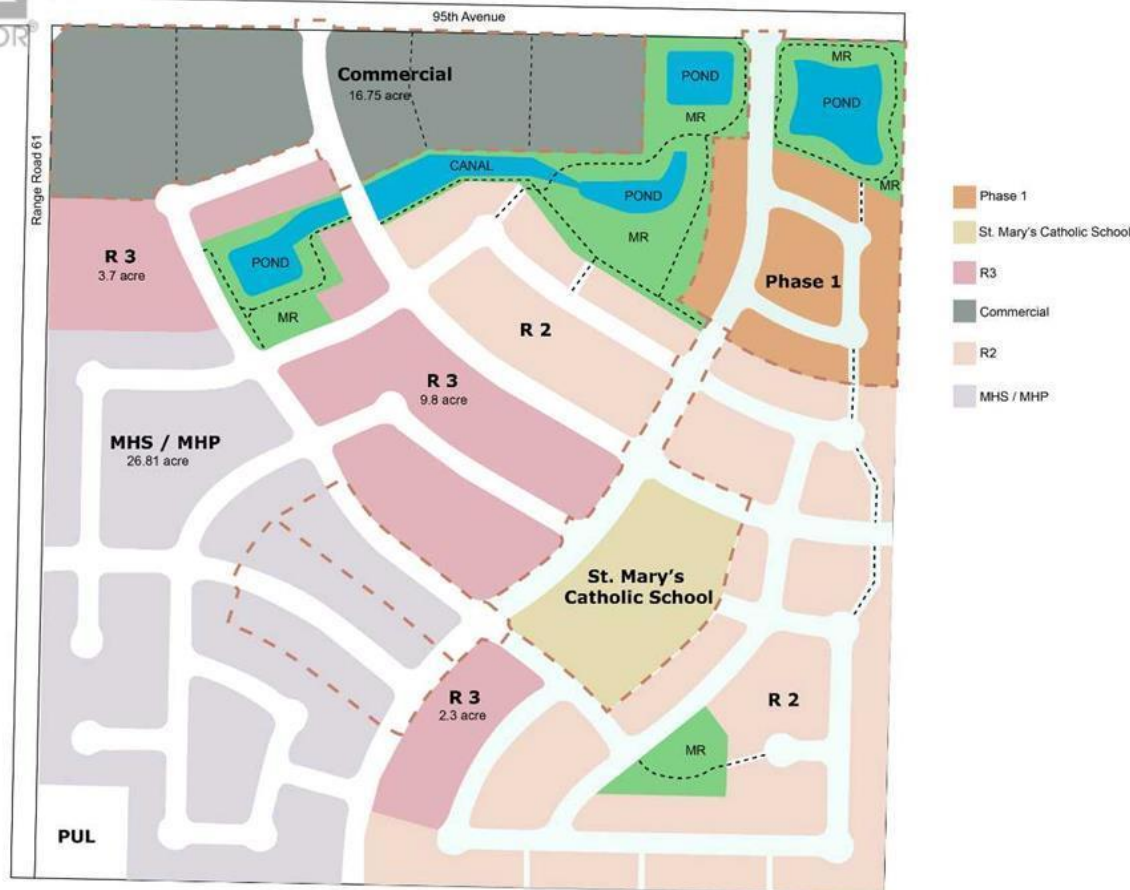 OR®
95th Avenue
Range Road 61
Commercial
16.75 acre
POND
MR
MR
POND
MR
CANAL
POND
MR
R 3
3.7 acre
POND
MR
Phase 1
R 2
R 3
9.8 acre
MHS / MHP
26.81 acre
St. Mary's
Catholic School
R 3
2.3 acre
R 2
MR
PUL
Phase 1
St. Mary's Catholic School
R3
Commercial
R2
MHS / MHP